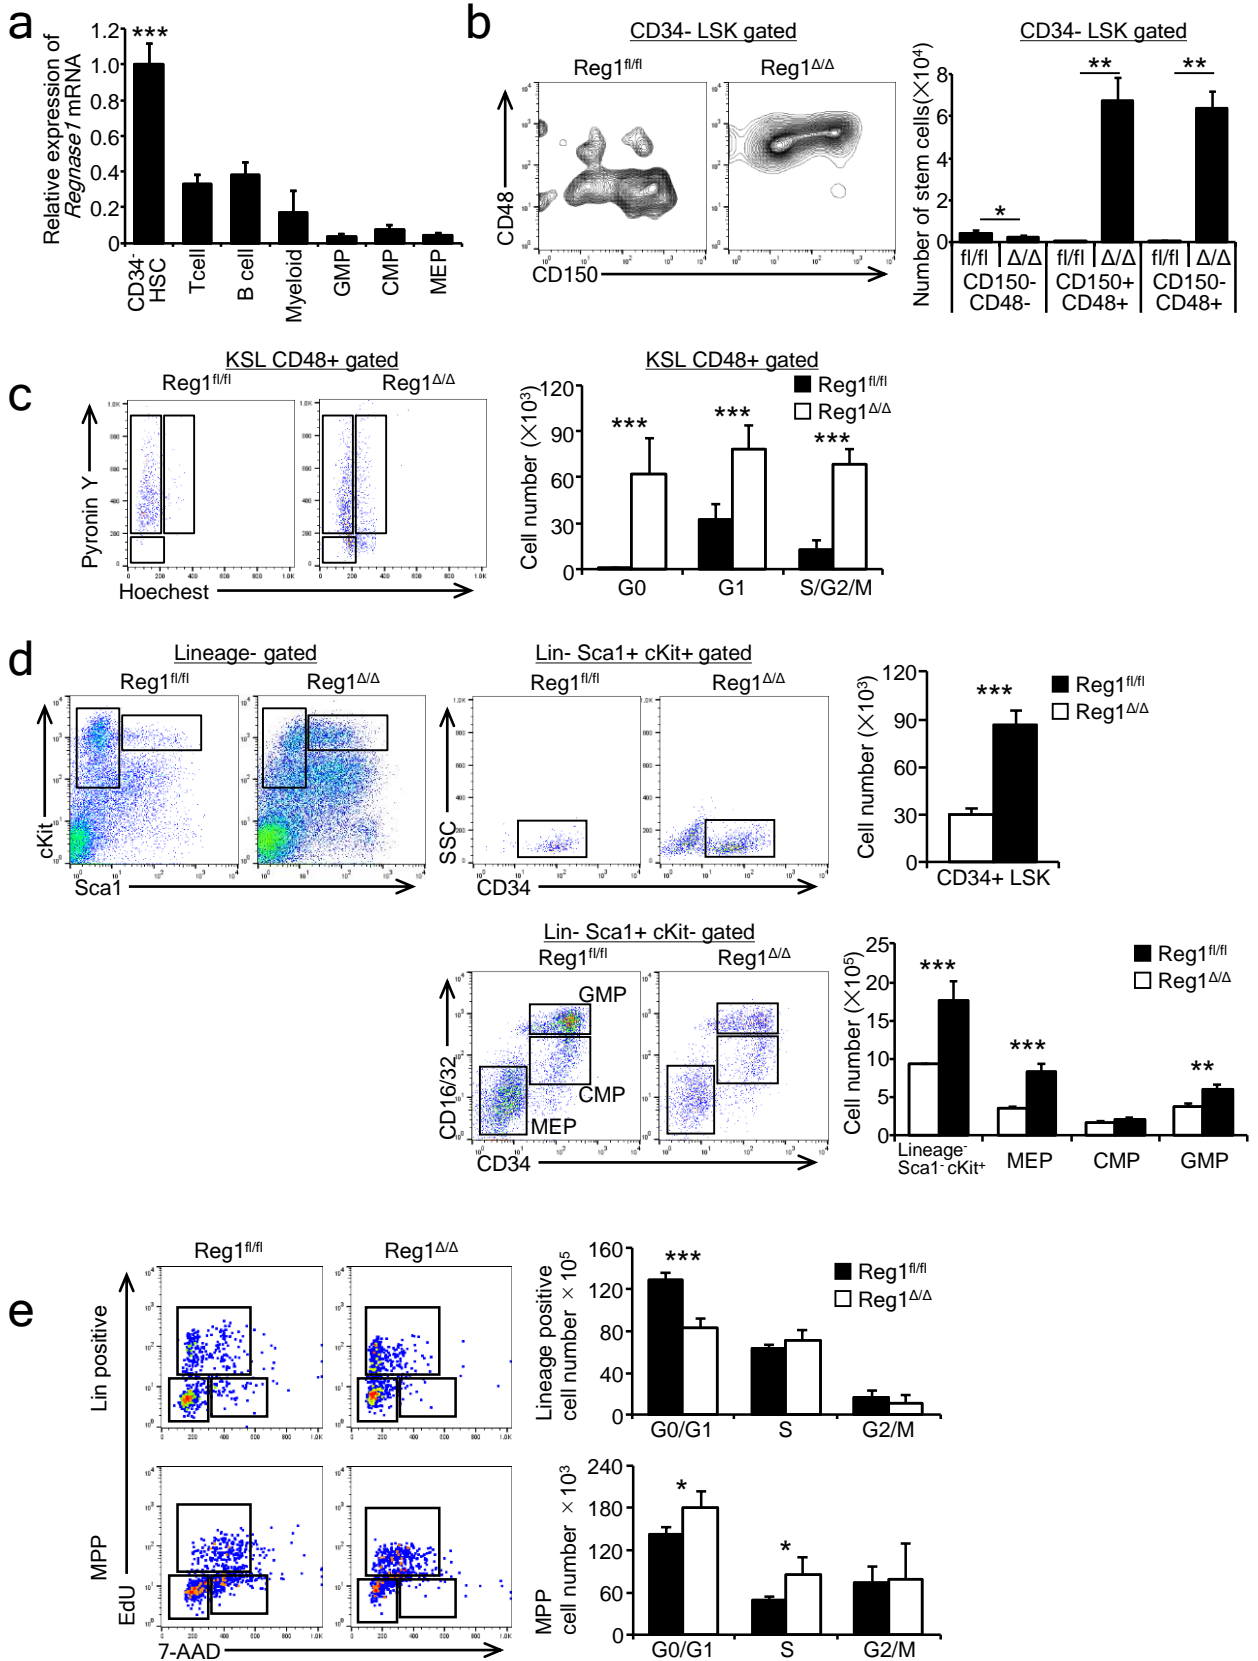 a
Relative expression of
Regnase1 mRNA
1.2
1.0
0.8
0.6
0.4
0.2
0
***
CD34- HSC
T cell
B cell
Myeloid
GMP
CMP
MEP
b
CD34- LSK gated
Reg1fl/fl
Reg1Δ/Δ
CD48
CD150
CD34- LSK gated
Number of stem cells(×10⁴)
8
6
4
2
0
*
**
**
fl/fl Δ/Δ fl/fl Δ/Δ fl/fl Δ/Δ
CD150- CD150+ CD150-
CD48- CD48+ CD48+
c
KSL CD48+ gated
Reg1fl/fl
Reg1Δ/Δ
Pyronin Y
Hoechest
KSL CD48+ gated
Reg1fl/fl
Reg1Δ/Δ
Cell number (×10³)
120
90
60
30
0
***
***
***
G0 G1 S/G2/M
d
Lineage- gated
Reg1fl/fl
Reg1Δ/Δ
cKit
Sca1
Lin- Sca1+ cKit+ gated
Reg1fl/fl
Reg1Δ/Δ
SSC
CD34
Cell number (×10³)
120
90
60
30
0
***
Reg1fl/fl
Reg1Δ/Δ
CD34+ LSK
Lin- Sca1+ cKit- gated
Reg1fl/fl
Reg1Δ/Δ
GMP
CMP
MEP
CD16/32
CD34
Cell number (×10⁵)
25
20
15
10
5
0
***
***
**
Reg1fl/fl
Reg1Δ/Δ
Lineage-
Sca1- cKit+
MEP
CMP
GMP
e
Reg1fl/fl
Reg1Δ/Δ
Lin positive
MPP
EdU
7-AAD
Lineage positive
cell number × 10⁵
160
120
80
40
0
***
Reg1fl/fl
Reg1Δ/Δ
G0/G1 S G2/M
MPP
cell number × 10³
240
180
120
60
0
*
*
G0/G1 S G2/M